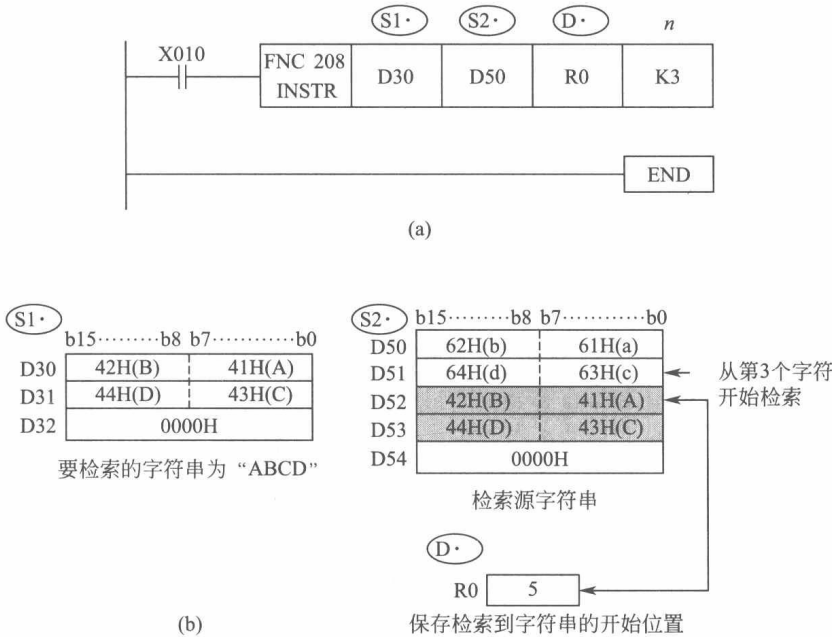 S1· S2· D· n
X010
FNC 208 INSTR D30 D50 R0 K3
END
(a)
S1·
b15········b8 b7············b0
D30 42H(B) 41H(A)
D31 44H(D) 43H(C)
D32 0000H
要检索的字符串为“ABCD”
S2·
b15········b8 b7············b0
D50 62H(b) 61H(a)
D51 64H(d) 63H(c)
D52 42H(B) 41H(A)
D53 44H(D) 43H(C)
D54 0000H
从第3个字符
开始检索
检索源字符串
D·
R0 5
保存检索到字符串的开始位置
(b)